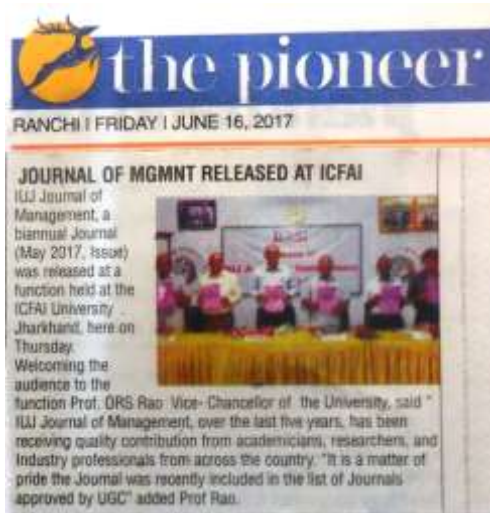 the pioneer
RANCHI I FRIDAY I JUNE 16, 2017
JOURNAL OF MGMNT RELEASED AT ICFAI
IUJ Journal of
Management, a
biannual Journal
(May 2017, Issue)
was released at a
function held at the
ICFAI University
Jharkhand, here on
Thursday.
Welcoming the
audience to the
function Prof. ORS Rao Vice- Chancellor of the University, said "
IUJ Journal of Management, over the last five years, has been
receiving quality contribution from academicians, researchers, and
Industry professionals from across the country. "It is a matter of
pride the Journal was recently included in the list of Journals
approved by UGC" added Prof Rao.